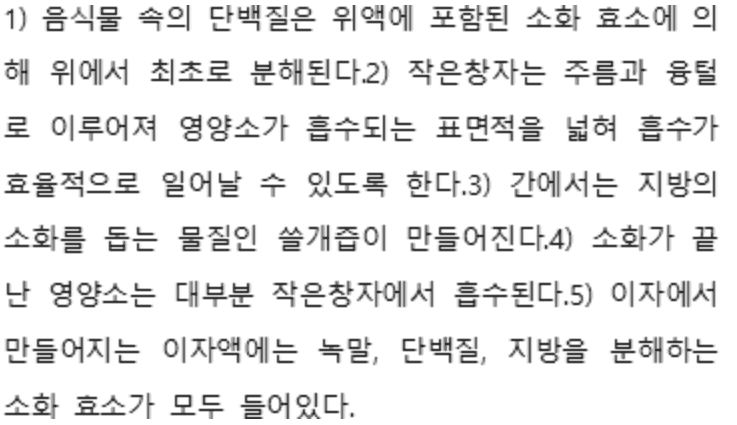 1) 음식물 속의 단백질은 위액에 포함된 소화 효소에 의
해 위에서 최초로 분해된다.2) 작은창자는 주름과 융털
로 이루어져 영양소가 흡수되는 표면적을 넓혀 흡수가
효율적으로 일어날 수 있도록 한다.3) 간에서는 지방의
소화를 돕는 물질인 쓸개즙이 만들어진다.4) 소화가 끝
난 영양소는 대부분 작은창자에서 흡수된다.5) 이자에서
만들어지는 이자액에는 녹말, 단백질, 지방을 분해하는
소화 효소가 모두 들어있다.